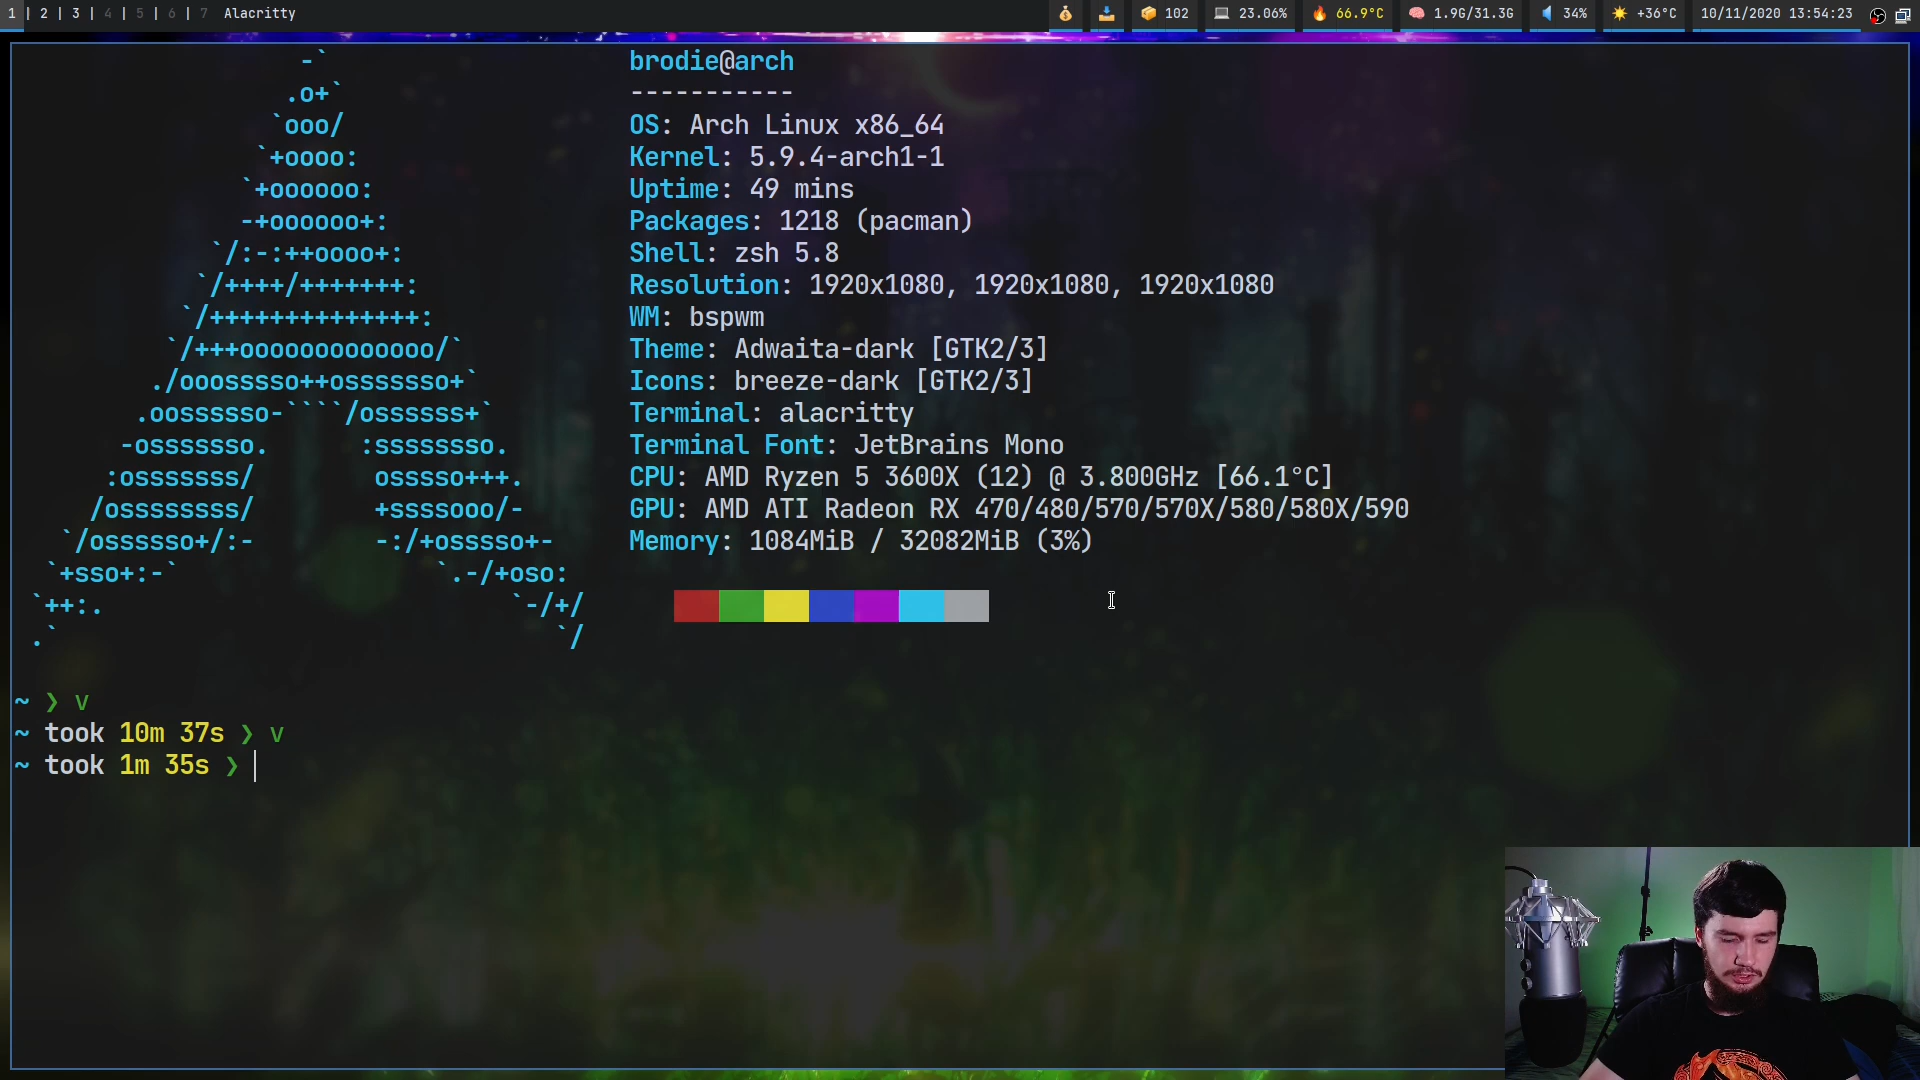 1 | 2 | 3 | 4 | 5 | 6 | 7 Alacritty 102 23.06% 66.9°C 1.9G/31.3G 34% +36°C 10/11/2020 13:54:23
brodie@arch
-----------
OS: Arch Linux x86_64
Kernel: 5.9.4-arch1-1
Uptime: 49 mins
Packages: 1218 (pacman)
Shell: zsh 5.8
Resolution: 1920x1080, 1920x1080, 1920x1080
WM: bspwm
Theme: Adwaita-dark [GTK2/3]
Icons: breeze-dark [GTK2/3]
Terminal: alacritty
Terminal Font: JetBrains Mono
CPU: AMD Ryzen 5 3600X (12) @ 3.800GHz [66.1°C]
GPU: AMD ATI Radeon RX 470/480/570/570X/580/580X/590
Memory: 1084MiB / 32082MiB (3%)
~ ❯ v
~ took 10m 37s ❯ v
~ took 1m 35s ❯